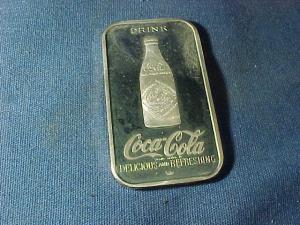 DRINK
Coca-Cola
DELICIOUS AND REFRESHING